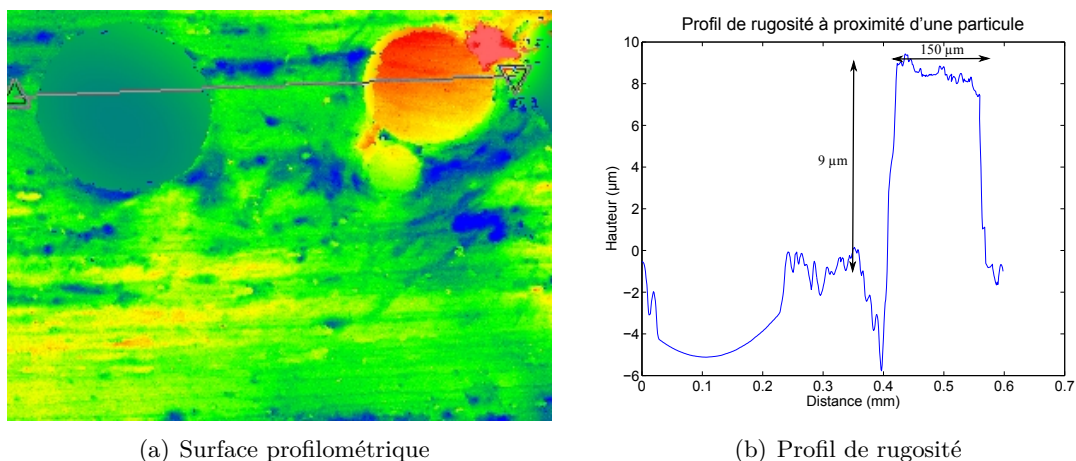 Profil de rugosité à proximité d'une particule
10
8
6
4
2
0
−2
−4
−6
Hauteur (μm)
150 μm
9 μm
0
0.1
0.2
0.3
0.4
0.5
0.6
0.7
Distance (mm)
(a) Surface profilométrique
(b) Profil de rugosité